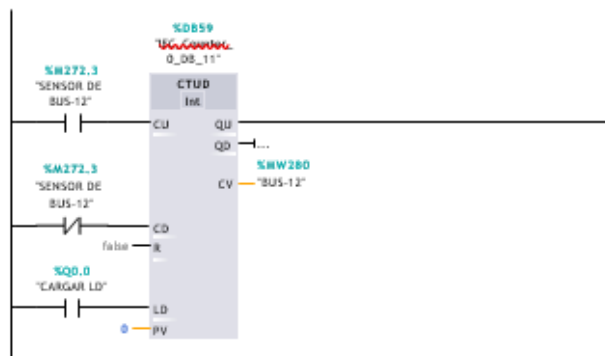 %DB59
"IEC_Counter_
0_DB_11"
%M272.3
"SENSOR DE
BUS-12"
CTUD
Int
CU
QU
QD
...
%MW280
CV
"BUS-12"
%M272.3
"SENSOR DE
BUS-12"
CD
false
R
%Q0.0
"CARGAR LD"
LD
0
PV